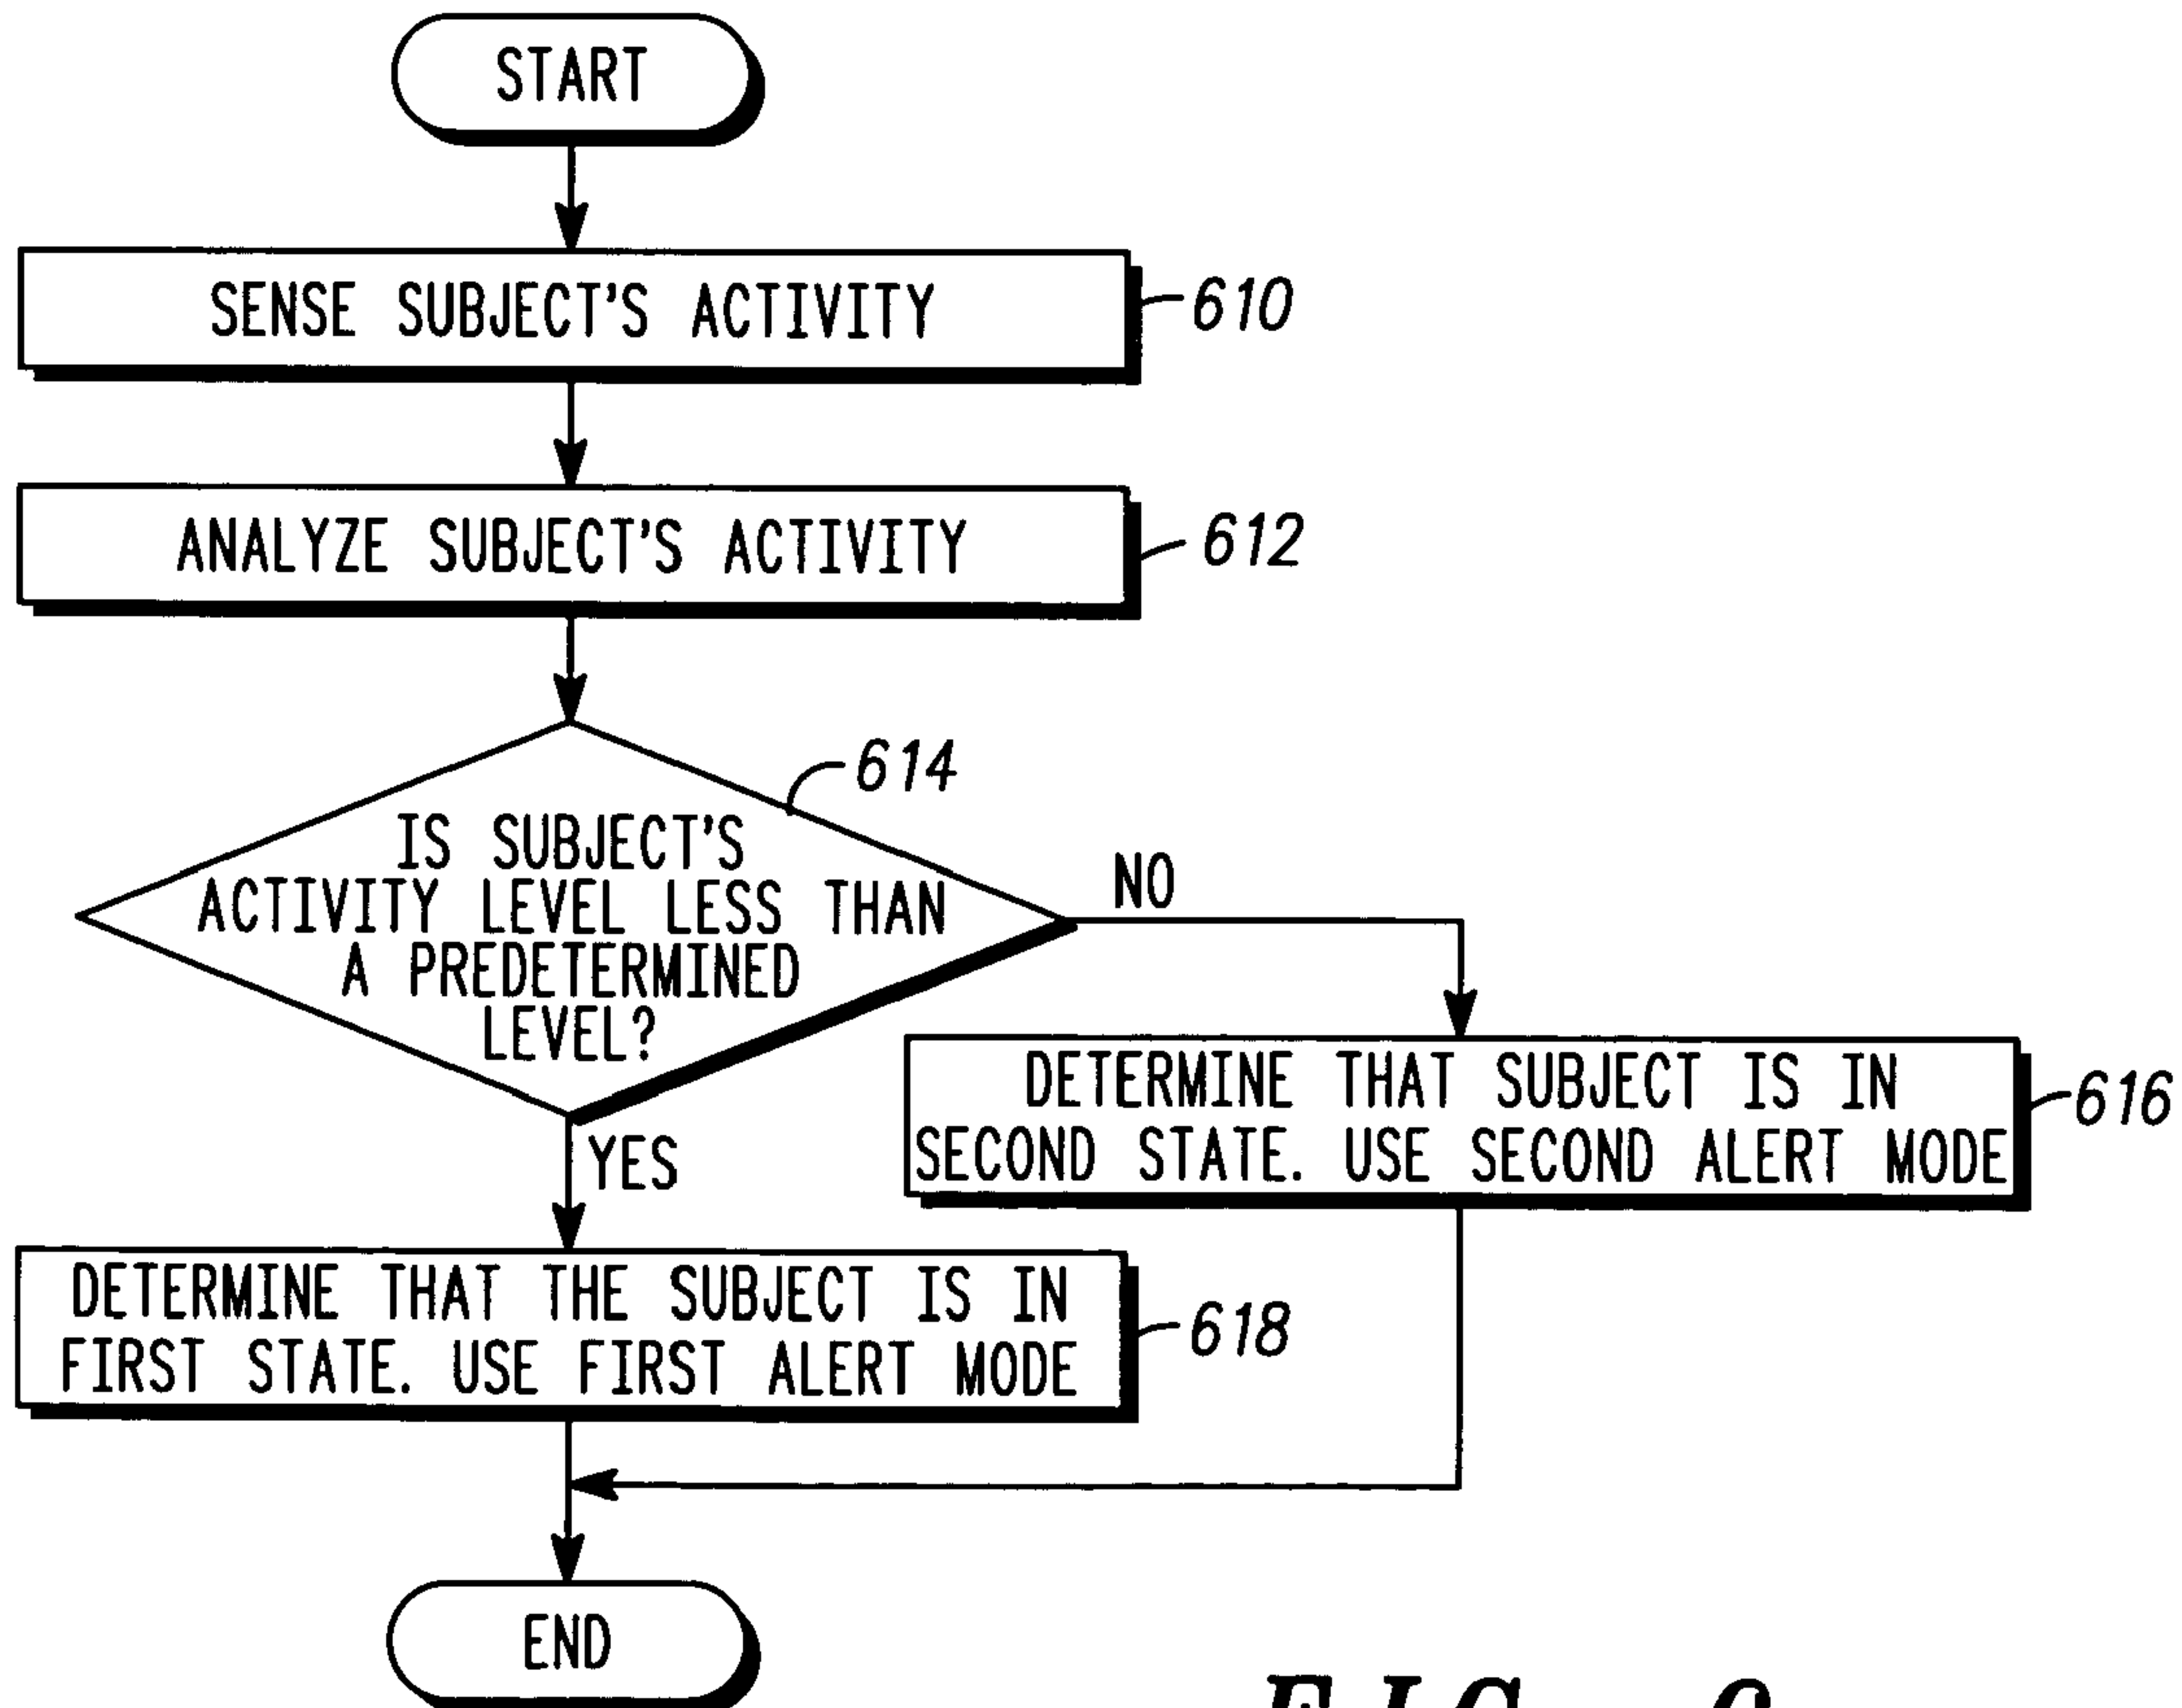 START
SENSE SUBJECT'S ACTIVITY
610
ANALYZE SUBJECT'S ACTIVITY
612
614
IS SUBJECT'S
ACTIVITY LEVEL LESS THAN
A PREDETERMINED
LEVEL?
NO
DETERMINE THAT SUBJECT IS IN
SECOND STATE. USE SECOND ALERT MODE
616
YES
DETERMINE THAT THE SUBJECT IS IN
FIRST STATE. USE FIRST ALERT MODE
618
END